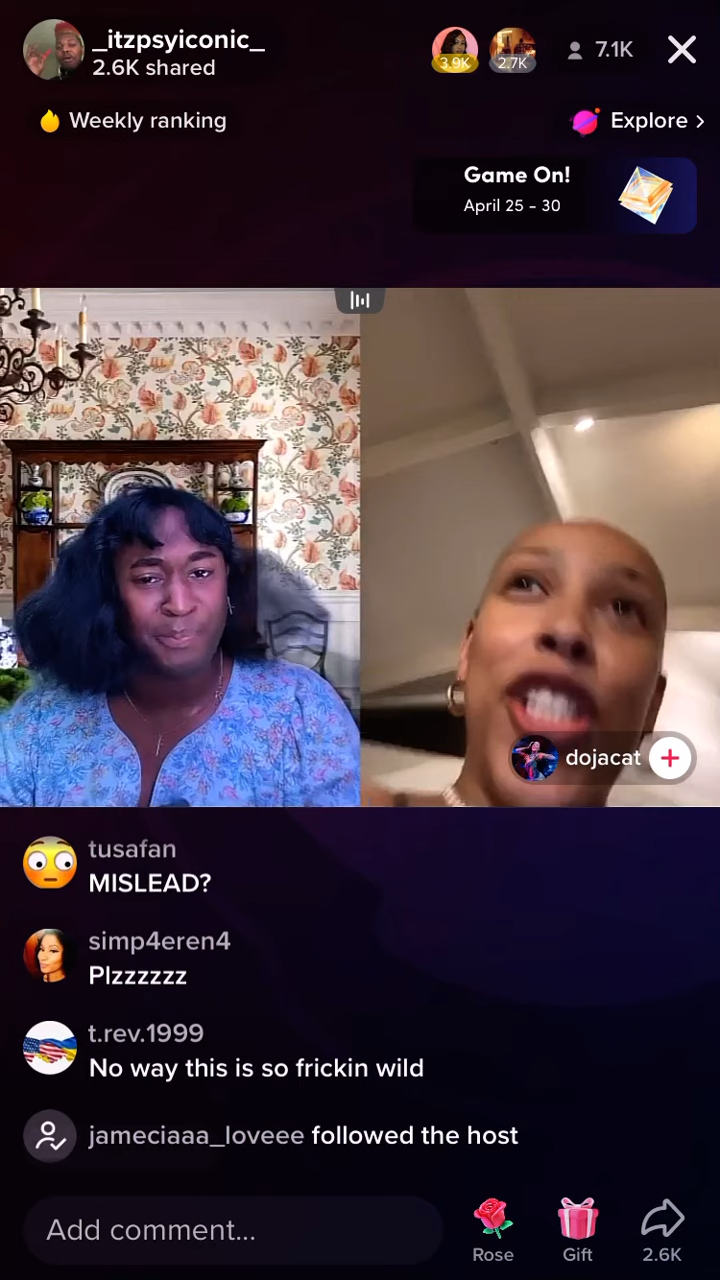 _itzpsyiconic_
2.6K shared
3.9K
2.7K
7.1K
Weekly ranking
Explore >
Game On!
April 25 - 30
dojacat
tusafan
MISLEAD?
simp4eren4
Plzzzzzz
t.rev.1999
No way this is so frickin wild
jameciaaa_loveee followed the host
Add comment...
Rose
Gift
2.6K